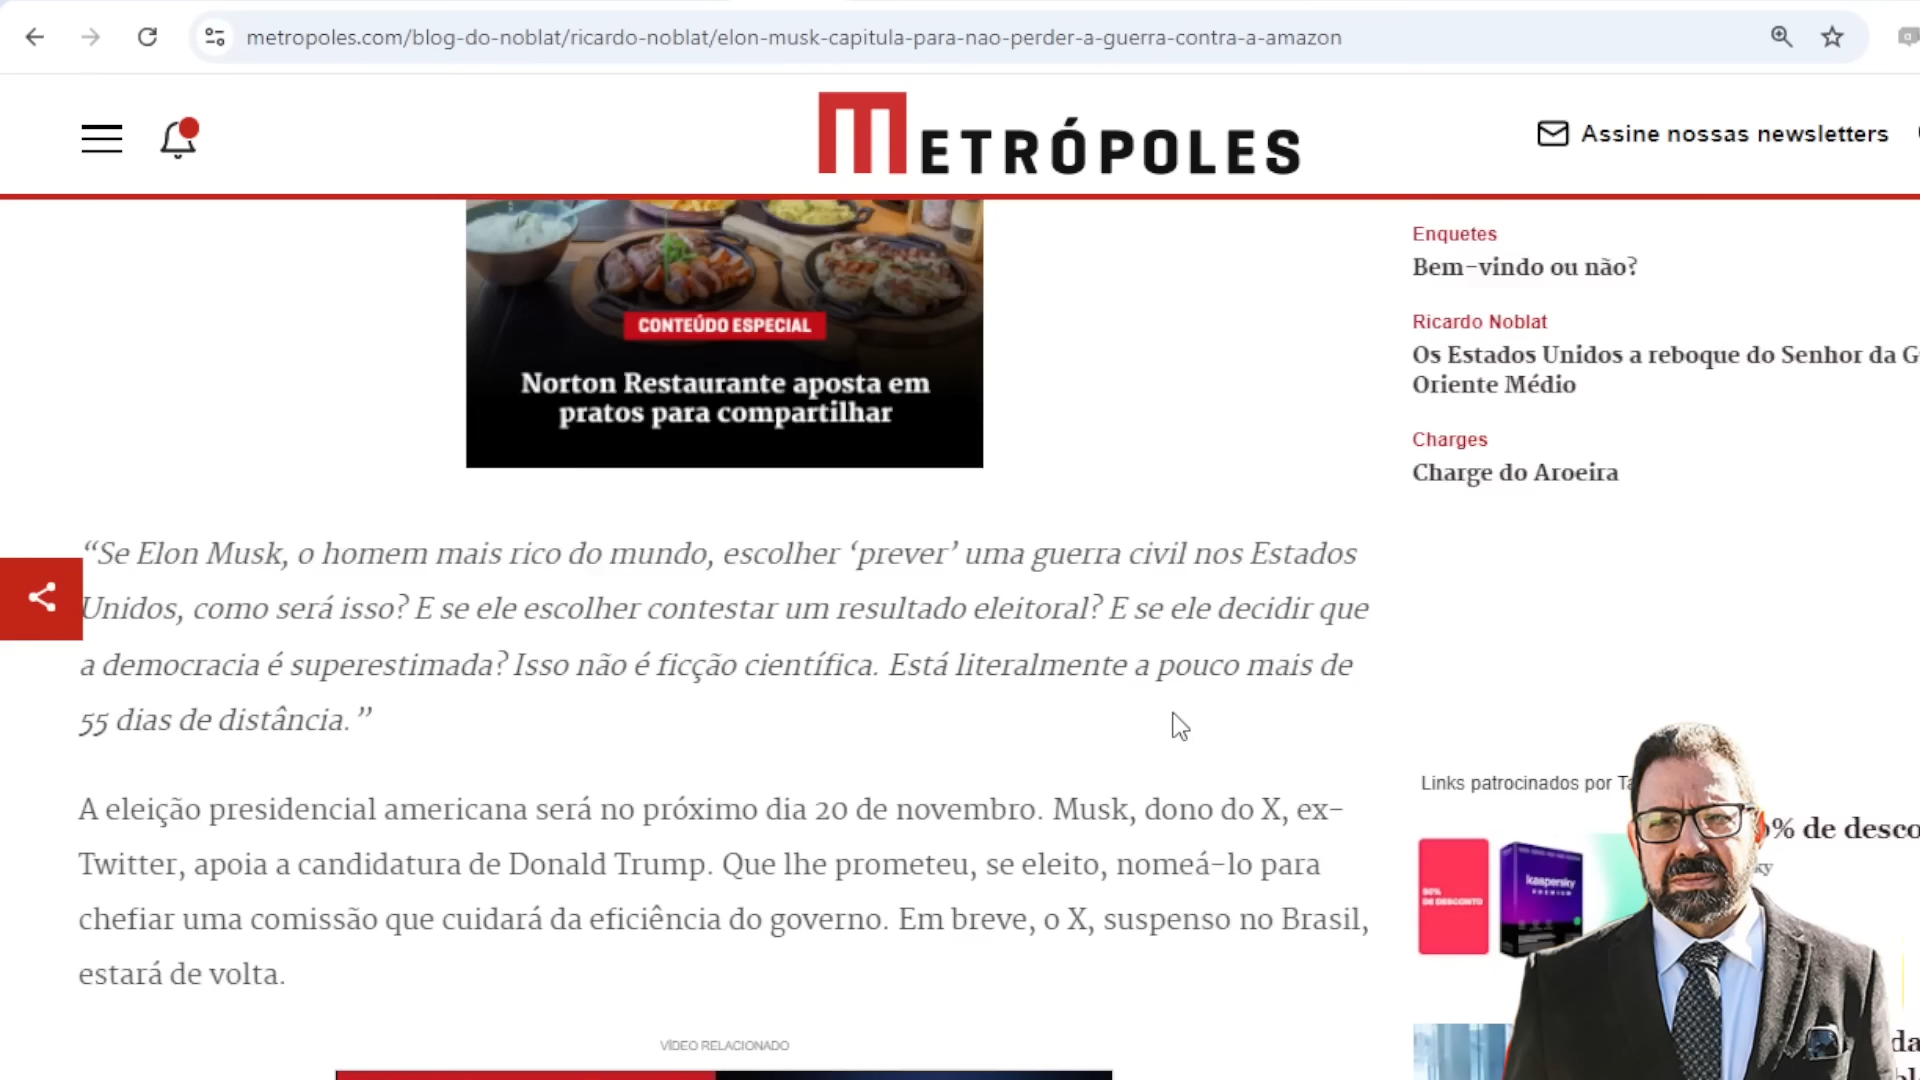 metropoles.com/blog-do-noblat/ricardo-noblat/elon-musk-capitula-para-nao-perder-a-guerra-contra-a-amazon
METRÓPOLES
Assine nossas newsletters
CONTEÚDO ESPECIAL
Norton Restaurante aposta em
pratos para compartilhar
Enquetes
Bem-vindo ou não?
Ricardo Noblat
Os Estados Unidos a reboque do Senhor da
Oriente Médio
Charges
Charge do Aroeira
“Se Elon Musk, o homem mais rico do mundo, escolher ‘prever’ uma guerra civil nos Estados
Unidos, como será isso? E se ele escolher contestar um resultado eleitoral? E se ele decidir que
a democracia é superestimada? Isso não é ficção científica. Está literalmente a pouco mais de
55 dias de distância.”
A eleição presidencial americana será no próximo dia 20 de novembro. Musk, dono do X, ex-
Twitter, apoia a candidatura de Donald Trump. Que lhe prometeu, se eleito, nomeá-lo para
chefiar uma comissão que cuidará da eficiência do governo. Em breve, o X, suspenso no Brasil,
estará de volta.
VÍDEO RELACIONADO
Links patrocinados por
% de desco
kaspersky
PREMIUM
50%
DE DESCONTO